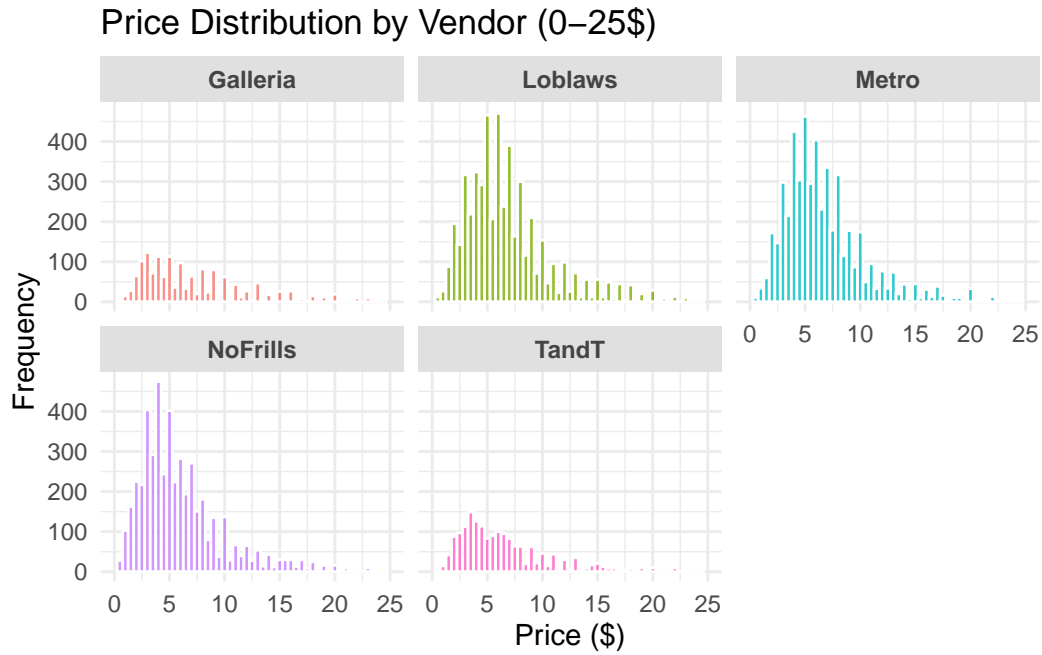 Price Distribution by Vendor (0−25$)
Galleria
Loblaws
Metro
400
300
200
100
0
0 5 10 15 20 25
NoFrills
TandT
400
300
200
100
0
0 5 10 15 20 25
0 5 10 15 20 25
Frequency
Price ($)